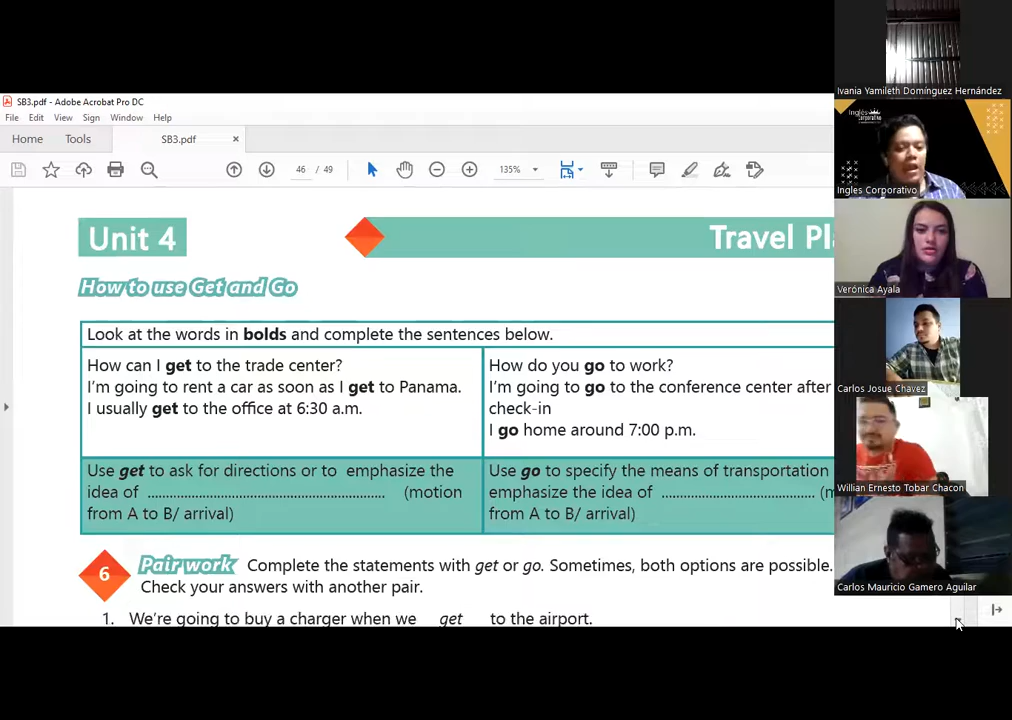 SB3.pdf - Adobe Acrobat Pro DC
File Edit View Sign Window Help
Home Tools SB3.pdf ×
46 / 49 135%
Unit 4
Travel Pl
How to use Get and Go
Look at the words in bolds and complete the sentences below.
How can I get to the trade center?
I'm going to rent a car as soon as I get to Panama.
I usually get to the office at 6:30 a.m.
How do you go to work?
I'm going to go to the conference center after
check-in
I go home around 7:00 p.m.
Use get to ask for directions or to emphasize the
idea of ................................................ (motion
from A to B/ arrival)
Use go to specify the means of transportation
emphasize the idea of ............................... (m
from A to B/ arrival)
6 Pair work Complete the statements with get or go. Sometimes, both options are possible.
Check your answers with another pair.
1. We're going to buy a charger when we get to the airport.
Ivania Yamileth Domínguez Hernández
Inglés
Corporativo
Ingles Corporativo
Verónica Ayala
Carlos Josue Chavez
Willian Ernesto Tobar Chacon
Carlos Mauricio Gamero Aguilar